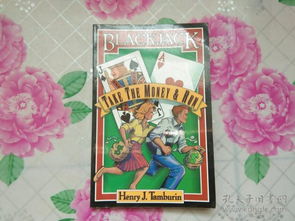 BLACKJACK
TAKE THE MONEY & RUN
Henry J. Tamburin
孔夫子旧书网